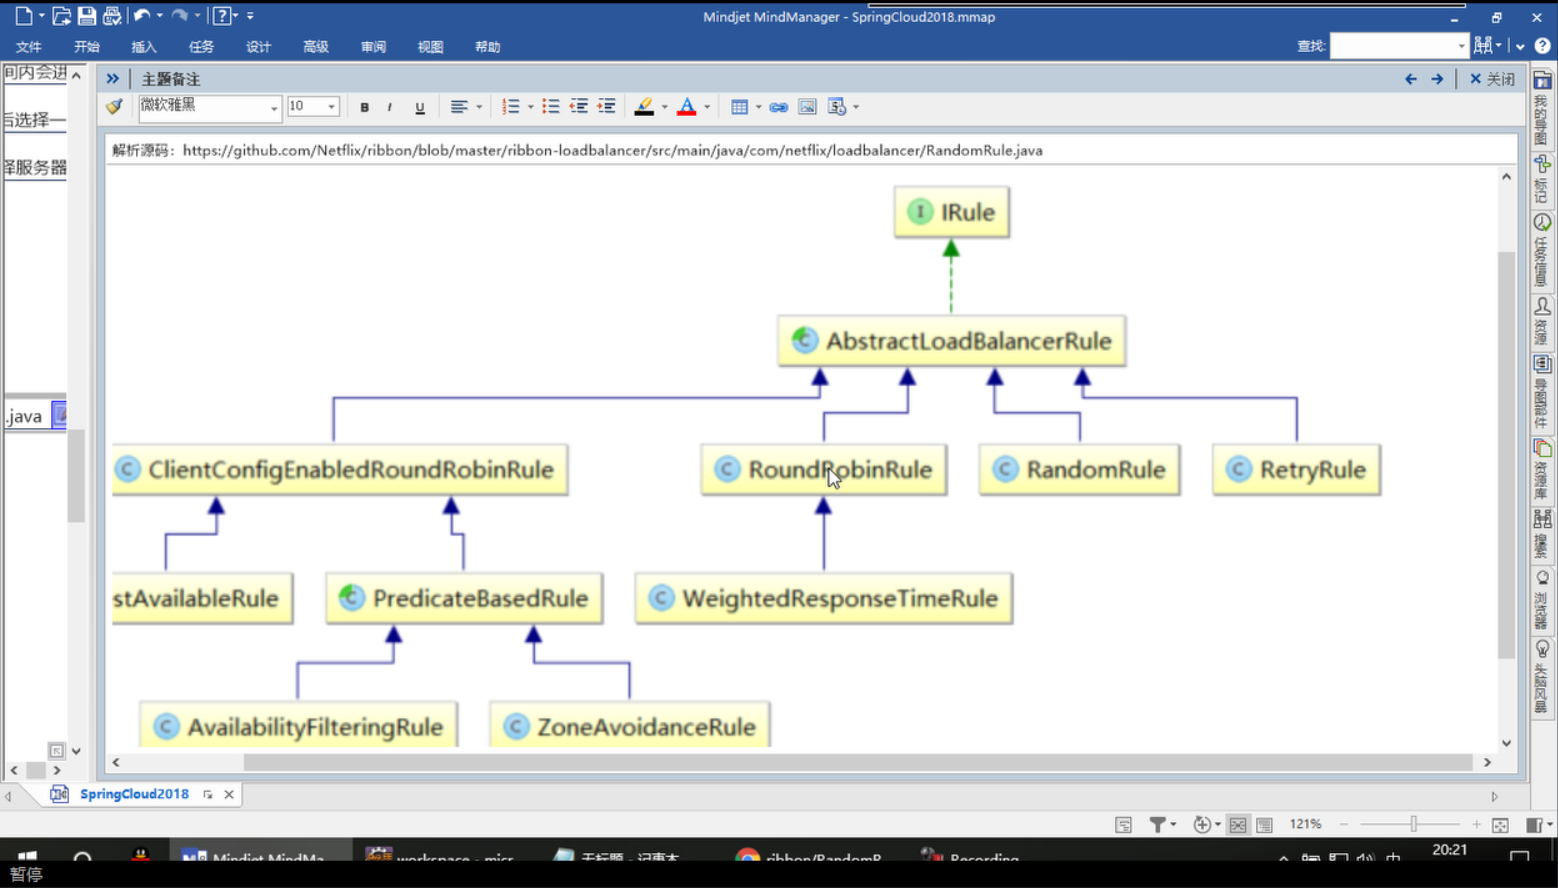 Mindjet MindManager - SpringCloud2018.mmap
文件 开始 插入 任务 设计 高级 审阅 视图 帮助 查找:
间内会进
后选择一
译服务器
.java
主题备注 关闭
微软雅黑 10 B I U A
解析源码：https://github.com/Netflix/ribbon/blob/master/ribbon-loadbalancer/src/main/java/com/netflix/loadbalancer/RandomRule.java
I IRule
C AbstractLoadBalancerRule
C ClientConfigEnabledRoundRobinRule
C RoundRobinRule
C RandomRule
C RetryRule
stAvailableRule
C PredicateBasedRule
C WeightedResponseTimeRule
C AvailabilityFilteringRule
C ZoneAvoidanceRule
我的导图
标记
任务信息
资源
导图部件
资源库
搜索
浏览器
头脑风暴
SpringCloud2018
121%
Mindjet MindMa...
workspace - micr...
无标题 - 记事本
ribbon/RandomR...
Recording...
中
20:21
暂停